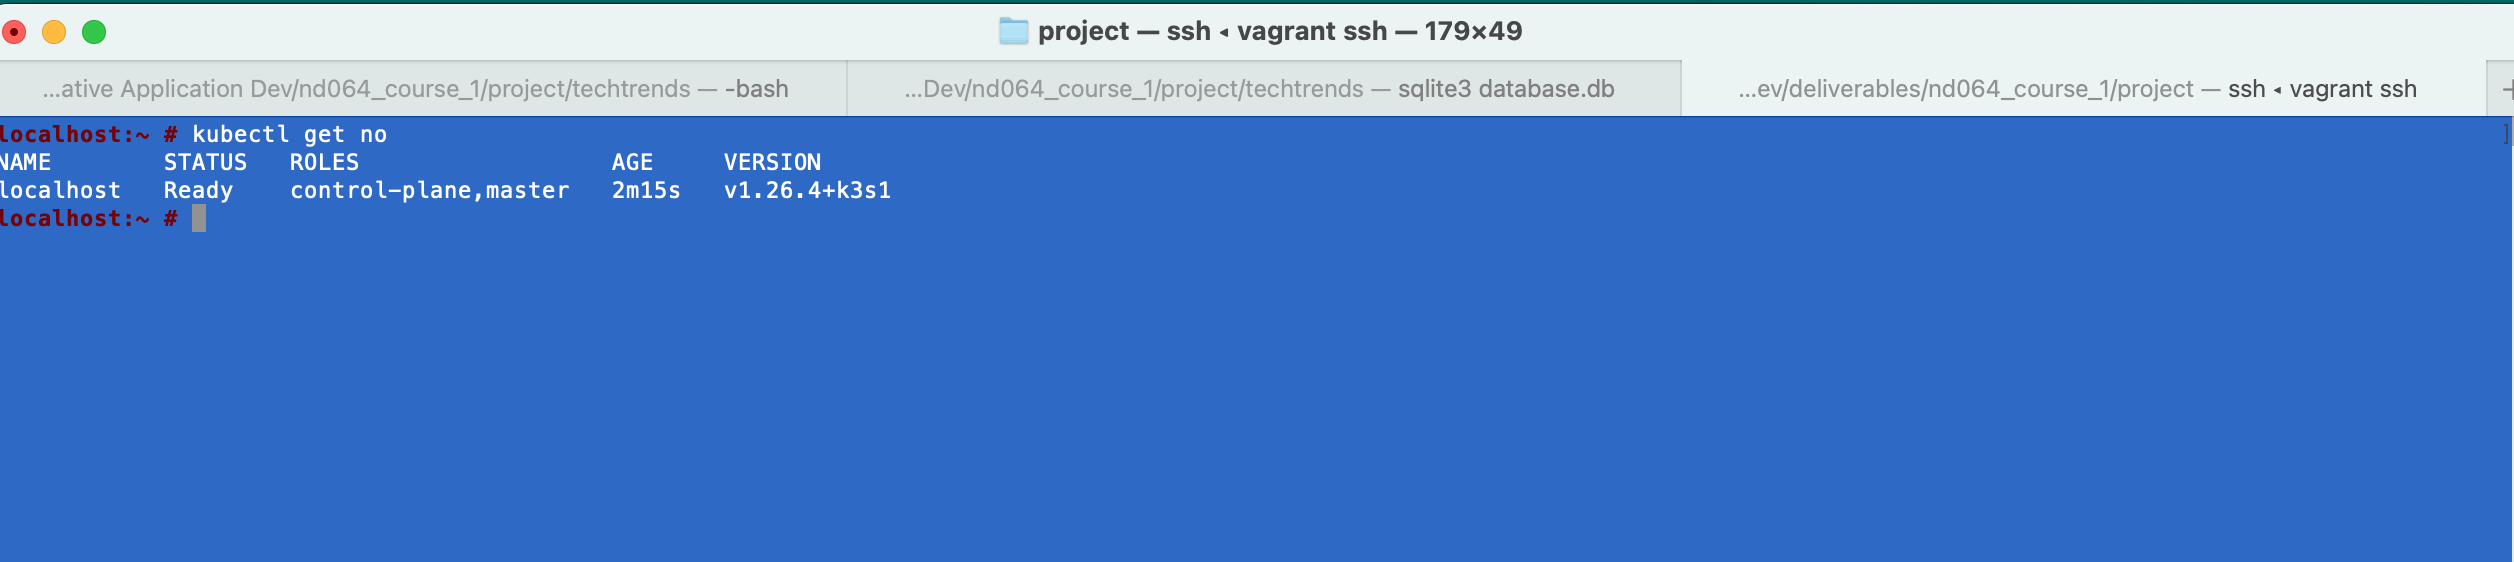 project — ssh ◂ vagrant ssh — 179×49
...ative Application Dev/nd064_course_1/project/techtrends — -bash
...Dev/nd064_course_1/project/techtrends — sqlite3 database.db
...ev/deliverables/nd064_course_1/project — ssh ◂ vagrant ssh
localhost:~ # kubectl get no
NAME STATUS ROLES AGE VERSION
localhost Ready control-plane,master 2m15s v1.26.4+k3s1
localhost:~ #